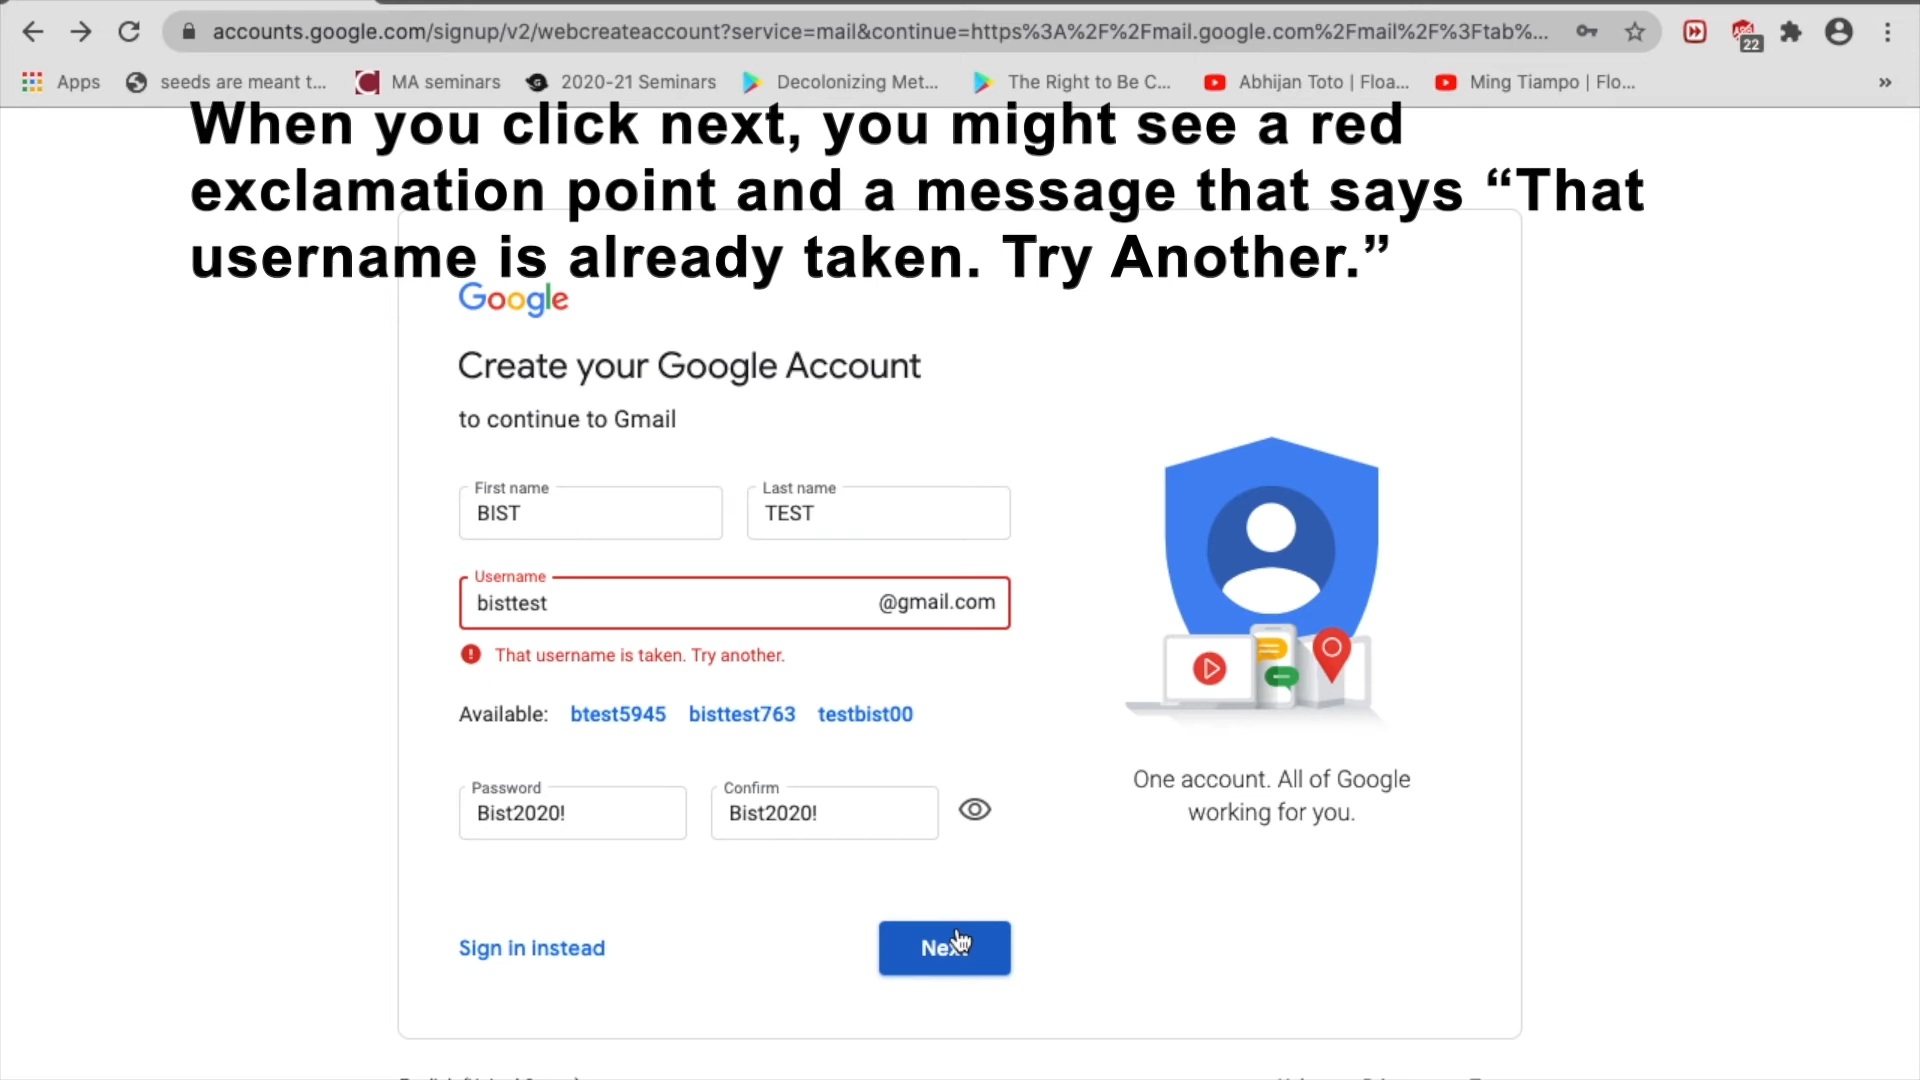 accounts.google.com/signup/v2/webcreateaccount?service=mail&continue=https%3A%2F%2Fmail.google.com%2Fmail%2F%3Ftab%...
22
Apps seeds are meant t... MA seminars 2020-21 Seminars Decolonizing Met... The Right to Be C... Abhijan Toto | Floa... Ming Tiampo | Flo... »
When you click next, you might see a red
exclamation point and a message that says “That
username is already taken. Try Another.”
Google
Create your Google Account
to continue to Gmail
First name Last name
BIST TEST
Username
bisttest @gmail.com
That username is taken. Try another.
Available: btest5945 bisttest763 testbist00
Password Confirm
Bist2020! Bist2020!
One account. All of Google
working for you.
Sign in instead Next